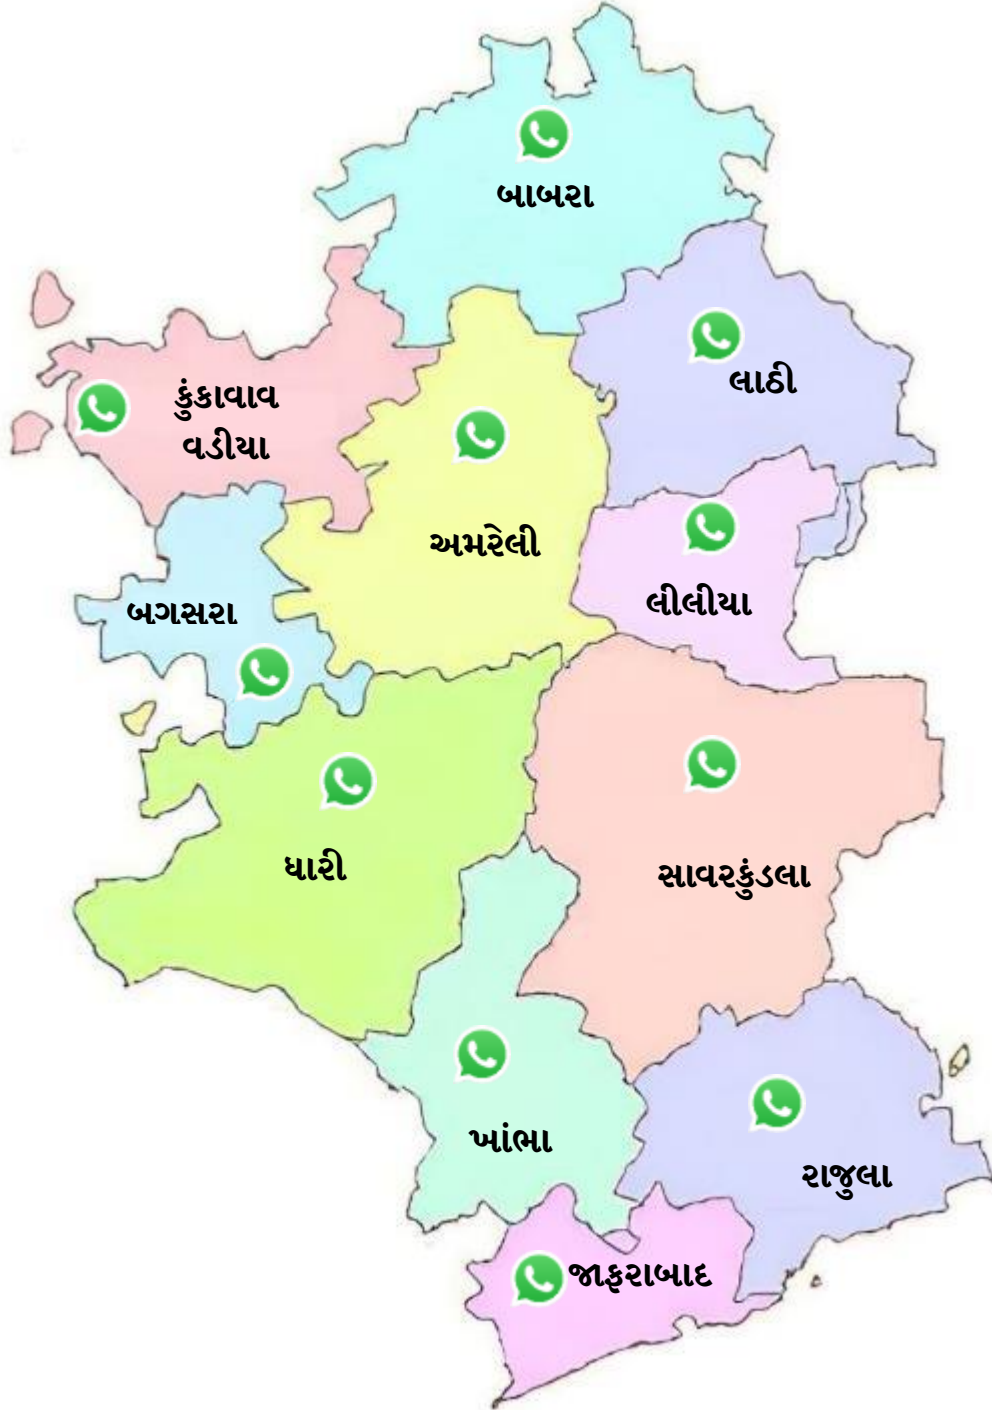 બાબરા
લાઠી
કુંકાવાવ
વડીયા
અમરેલી
લીલીયા
બગસરા
ધારી
સાવરકુંડલા
ખાંભા
રાજુલા
જાફરાબાદ